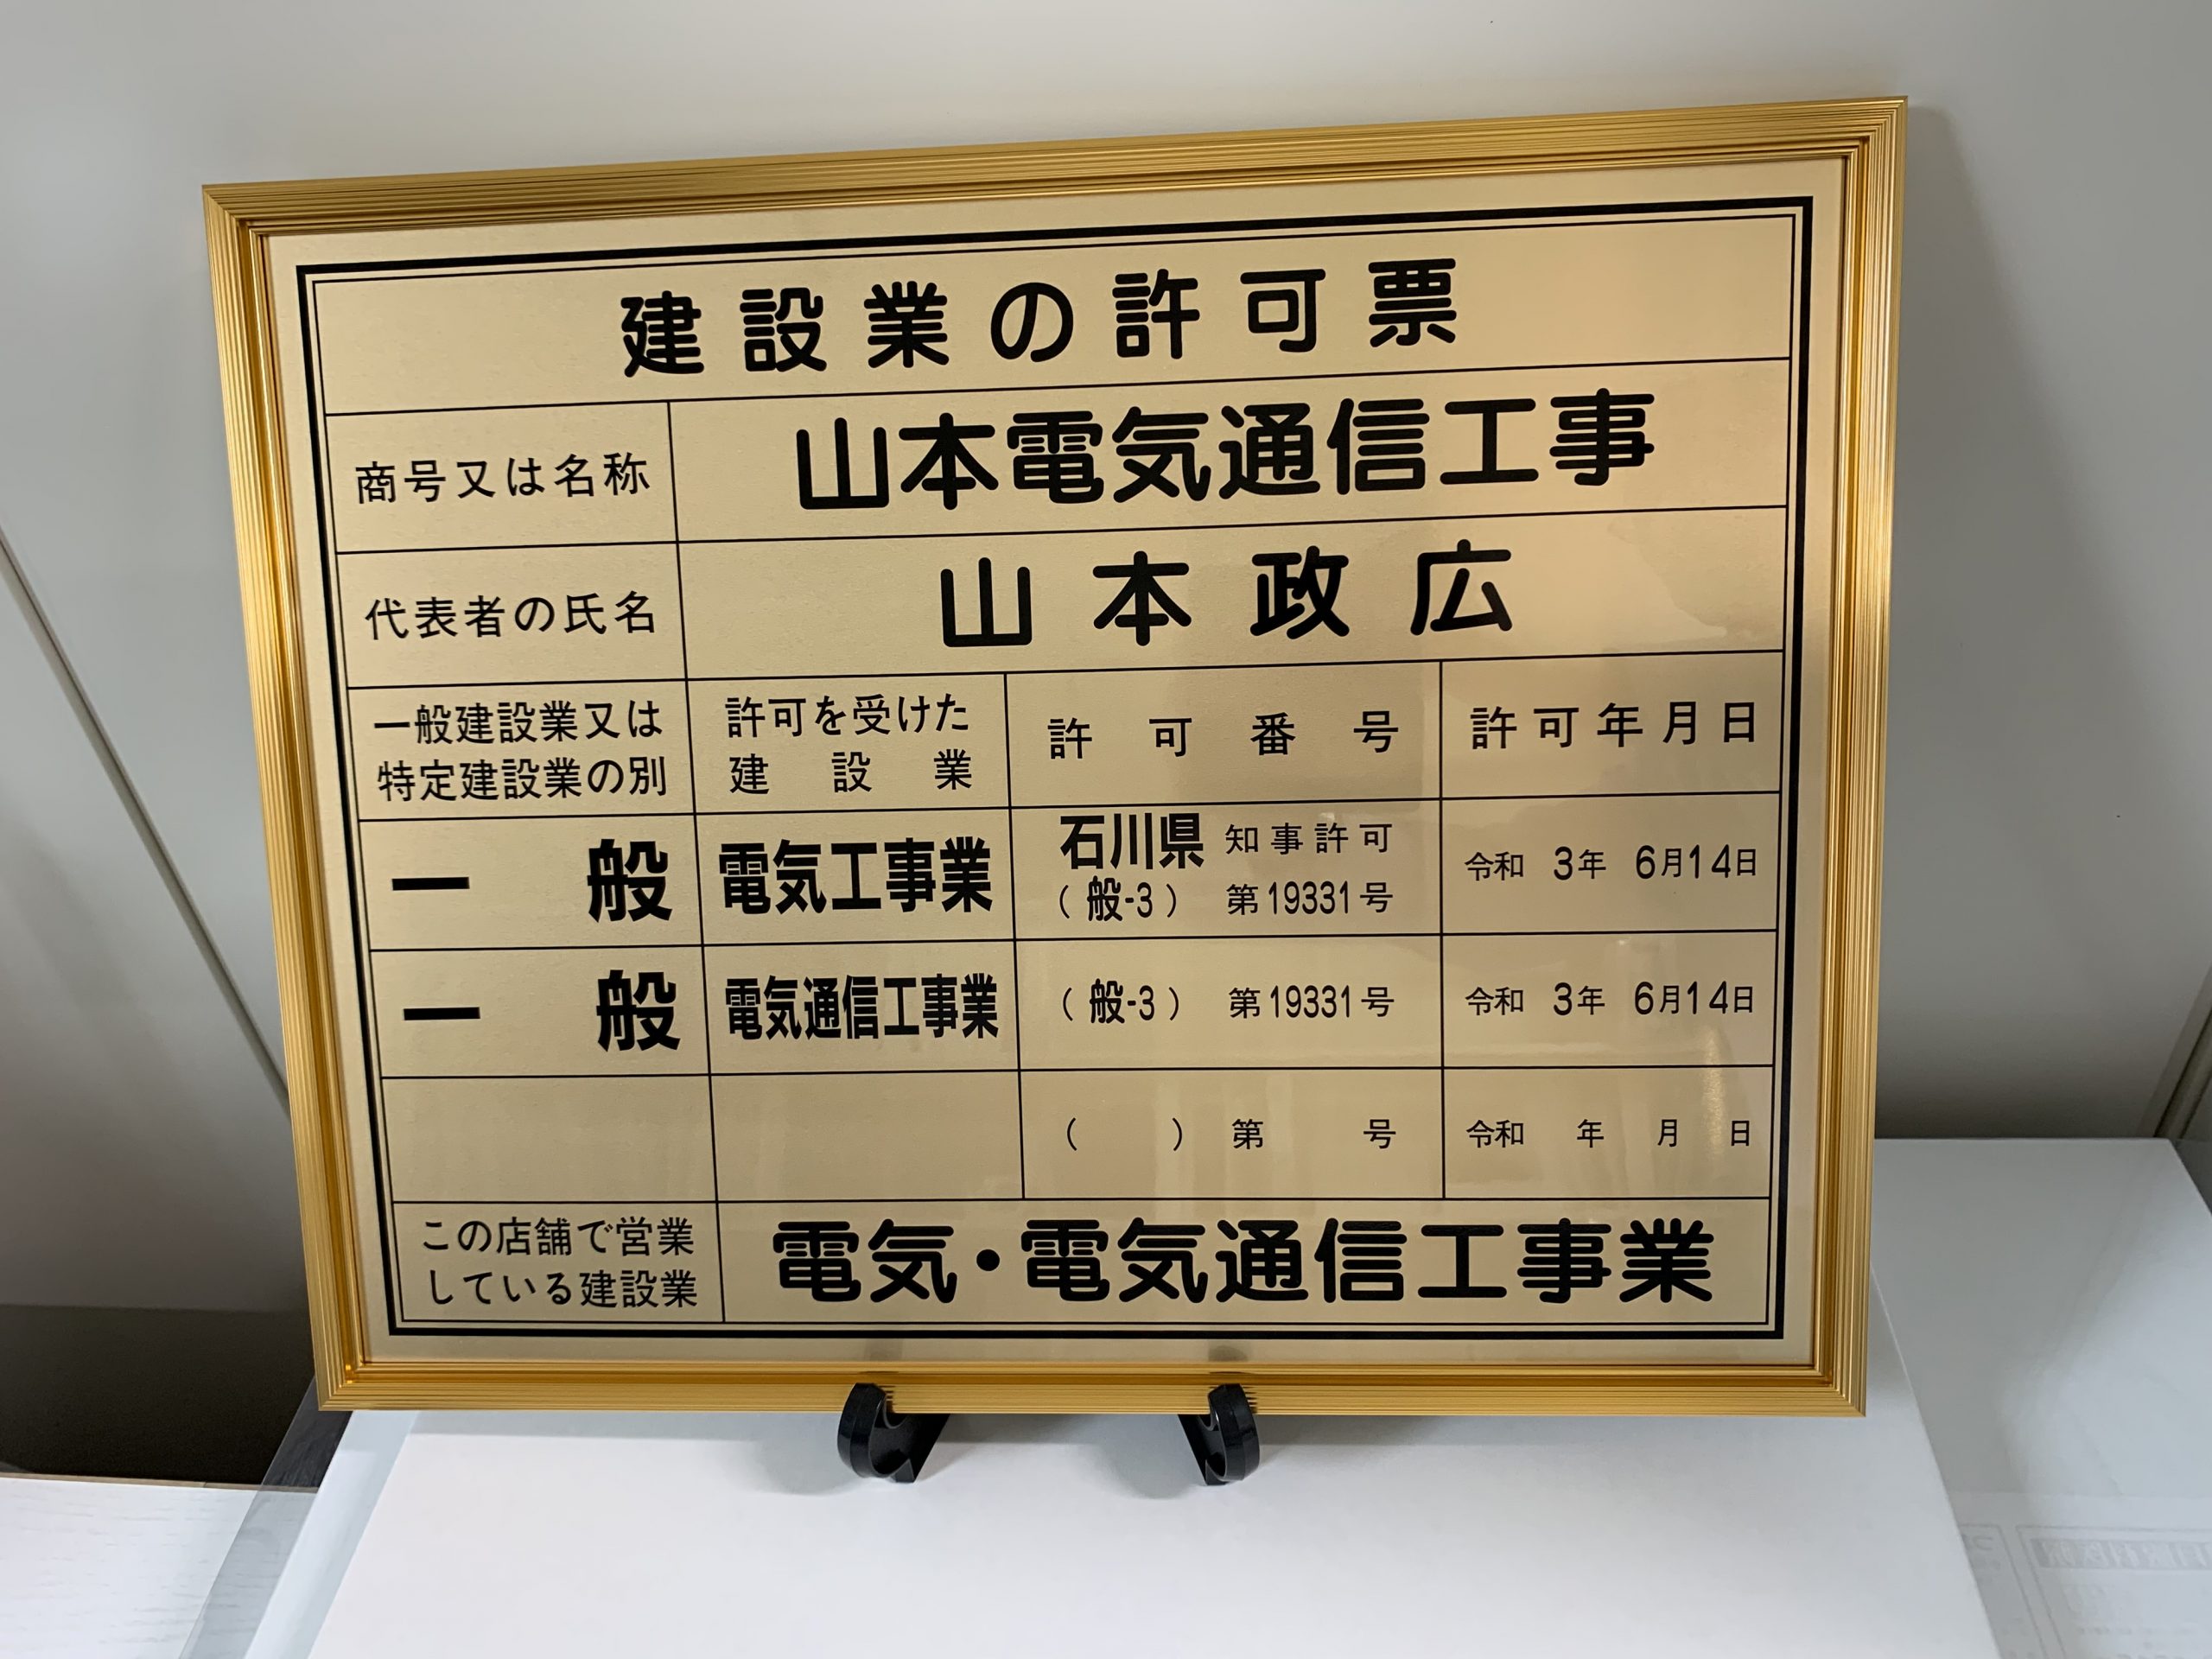 建設業の許可票
商号又は名称
山本電気通信工事
代表者の氏名
山本政広
一般建設業又は
特定建設業の別
許可を受けた
建設業
許可番号
許可年月日
一般
電気工事業
石川県 知事許可
(般-3) 第19331号
令和 3年 6月14日
一般
電気通信工事業
(般-3) 第19331号
令和 3年 6月14日
( ) 第 号
令和 年 月 日
この店舗で営業
している建設業
電気・電気通信工事業